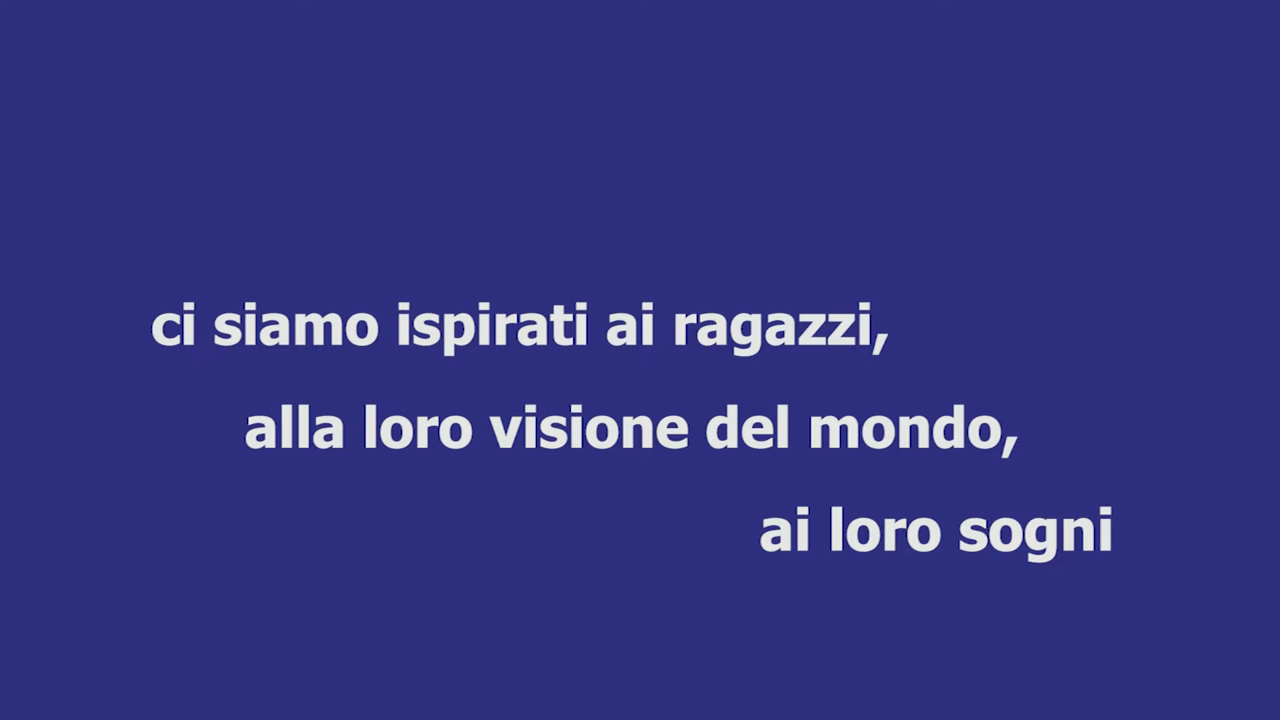 ci siamo ispirati ai ragazzi,
alla loro visione del mondo,
ai loro sogni